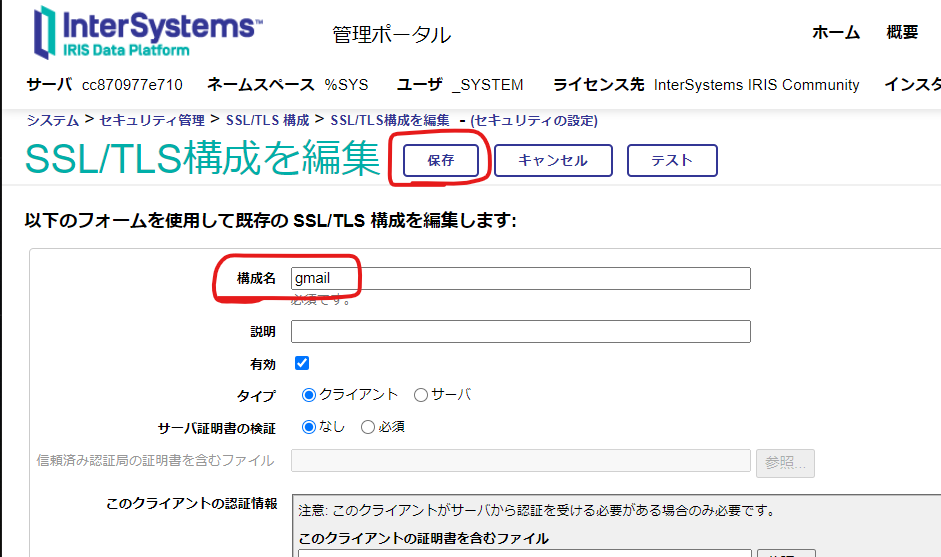 InterSystems™
IRIS Data Platform
管理ポータル
ホーム 概要
サーバ cc870977e710 ネームスペース %SYS ユーザ _SYSTEM ライセンス先 InterSystems IRIS Community インスタ
システム > セキュリティ管理 > SSL/TLS 構成 > SSL/TLS構成を編集 - (セキュリティの設定)
SSL/TLS構成を編集 保存 キャンセル テスト
以下のフォームを使用して既存の SSL/TLS 構成を編集します:
構成名 gmail
必須です。
説明
有効
タイプ クライアント サーバ
サーバ証明書の検証 なし 必須
信頼済み認証局の証明書を含むファイル 参照...
このクライアントの認証情報 注意: このクライアントがサーバから認証を受ける必要がある場合のみ必要です。
このクライアントの証明書を含むファイル